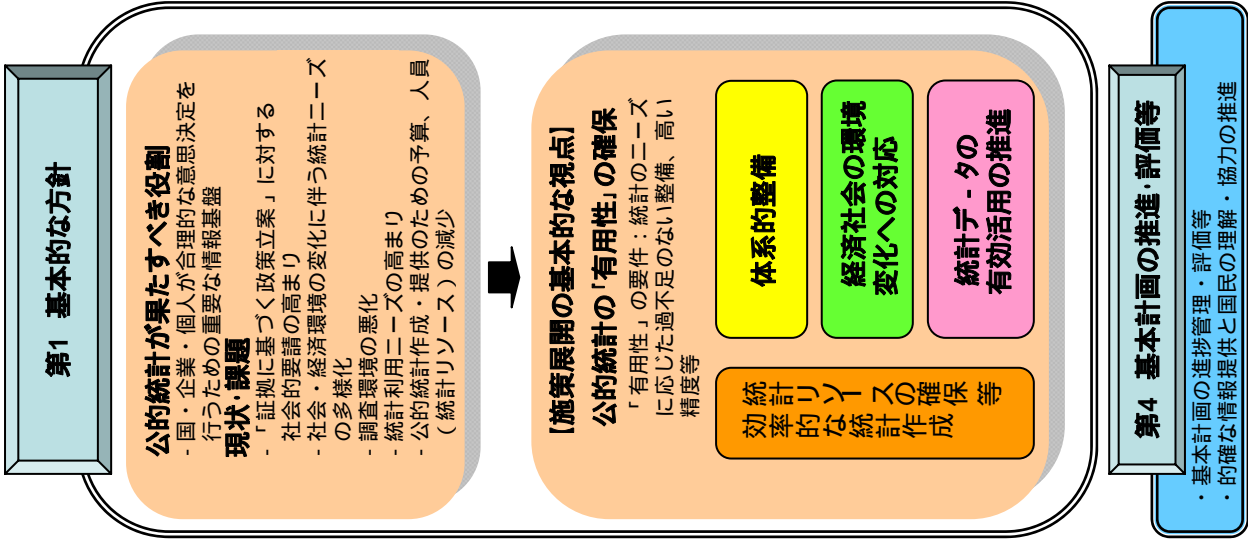 第1 基本的な方針
公的統計が果たすべき役割
- 国・企業・個人が合理的な意思決定を
行うための重要な情報基盤
現状・課題
- 「証拠に基づく政策立案」に対する
社会的要請の高まり
- 社会・経済環境の変化に伴う統計ニーズ
の多様化
- 調査環境の悪化
- 統計利用ニーズの高まり
- 公的統計作成・提供のための予算、人員
（統計リソース）の減少
【施策展開の基本的な視点】
公的統計の「有用性」の確保
「有用性」の要件：統計のニーズ
に応じた過不足のない整備、高い
精度等
効率的な統計作成
統計リソースの確保等
体系的整備
経済社会の環境
変化への対応
統計デ－タの
有効活用の推進
第4 基本計画の推進・評価等
・基本計画の進捗管理・評価等
・的確な情報提供と国民の理解・協力の推進